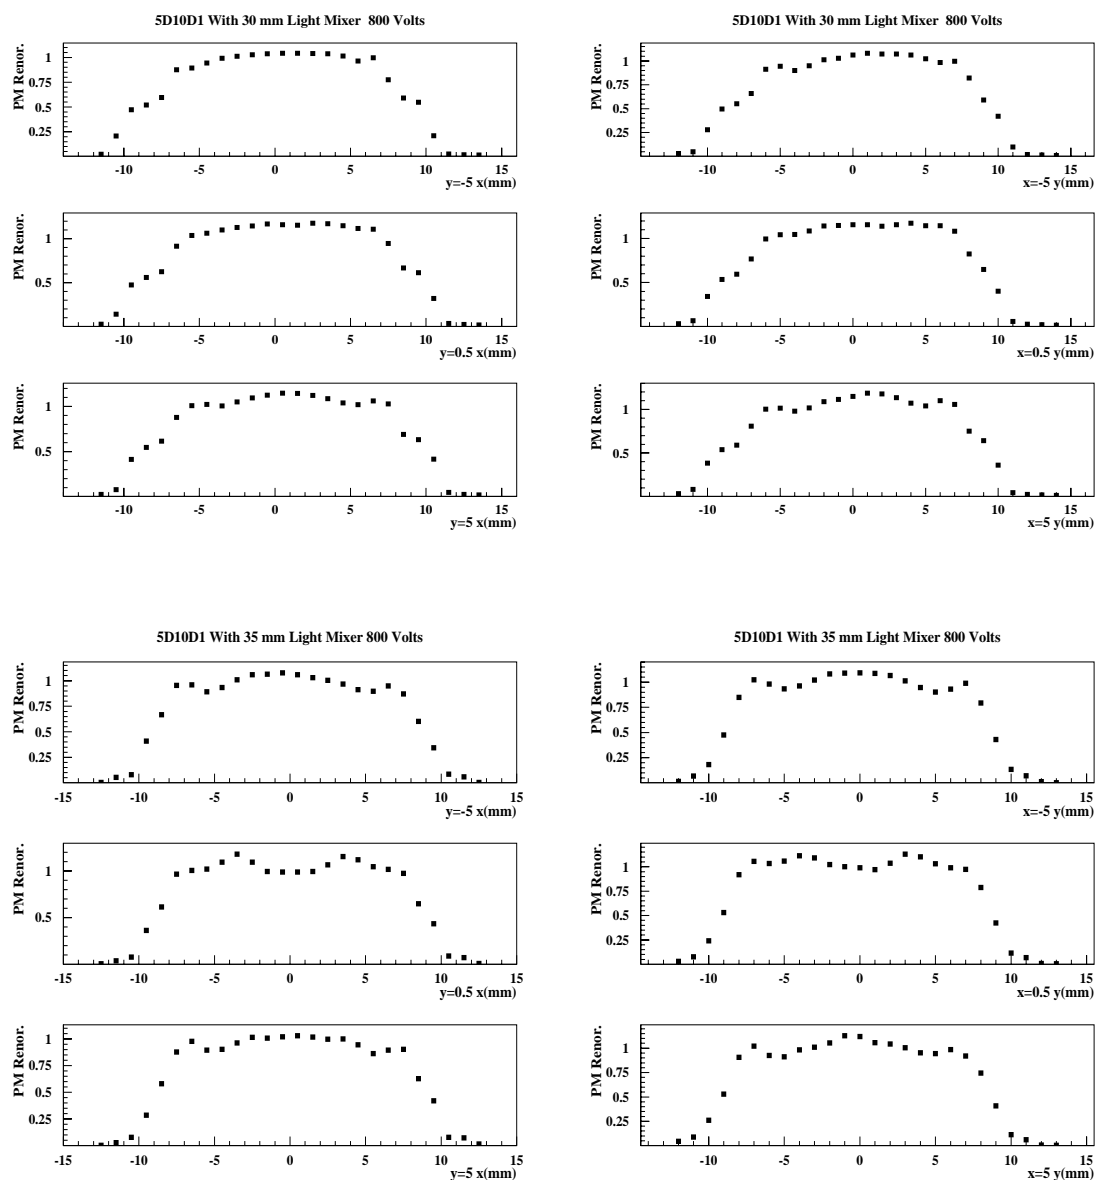 5D10D1 With 30 mm Light Mixer 800 Volts
PM Renor.
1
0.75
0.5
0.25
-10 -5 0 5 10 15
y=-5 x(mm)
PM Renor.
1
0.5
-10 -5 0 5 10 15
y=0.5 x(mm)
PM Renor.
1
0.5
-10 -5 0 5 10 15
y=5 x(mm)
5D10D1 With 30 mm Light Mixer 800 Volts
PM Renor.
1
0.75
0.5
0.25
-10 -5 0 5 10 15
x=-5 y(mm)
PM Renor.
1
0.5
-10 -5 0 5 10 15
x=0.5 y(mm)
PM Renor.
1
0.5
-10 -5 0 5 10 15
x=5 y(mm)
5D10D1 With 35 mm Light Mixer 800 Volts
PM Renor.
1
0.75
0.5
0.25
-15 -10 -5 0 5 10 15
y=-5 x(mm)
PM Renor.
1
0.5
-15 -10 -5 0 5 10 15
y=0.5 x(mm)
PM Renor.
1
0.75
0.5
0.25
-15 -10 -5 0 5 10 15
y=5 x(mm)
5D10D1 With 35 mm Light Mixer 800 Volts
PM Renor.
1
0.75
0.5
0.25
-10 -5 0 5 10 15
x=-5 y(mm)
PM Renor.
1
0.75
0.5
0.25
-10 -5 0 5 10 15
x=0.5 y(mm)
PM Renor.
1
0.75
0.5
0.25
-10 -5 0 5 10 15
x=5 y(mm)